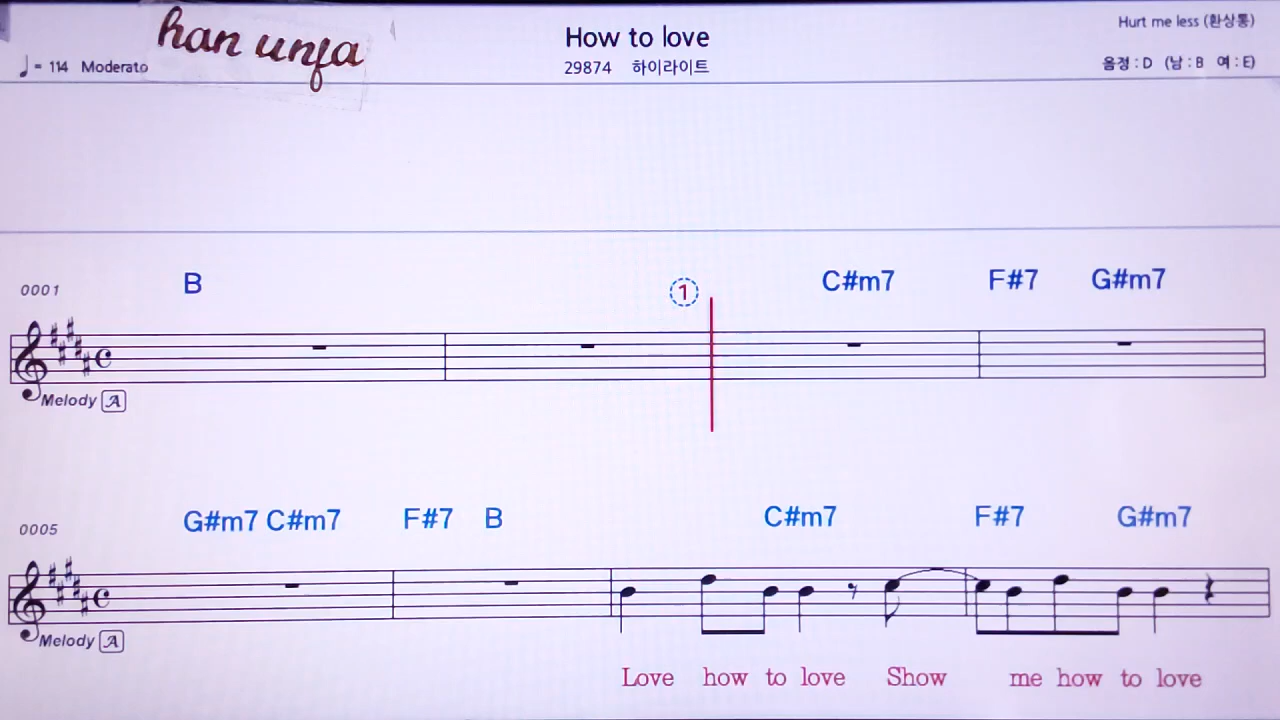 han unfa
How to love
Hurt me less (환상통)
= 114 Moderato
29874 하이라이트
음정 : D (남 : B 여 : E)
0001 B 1 C#m7 F#7 G#m7
Melody A
0005 G#m7 C#m7 F#7 B C#m7 F#7 G#m7
Melody A
Love how to love Show me how to love